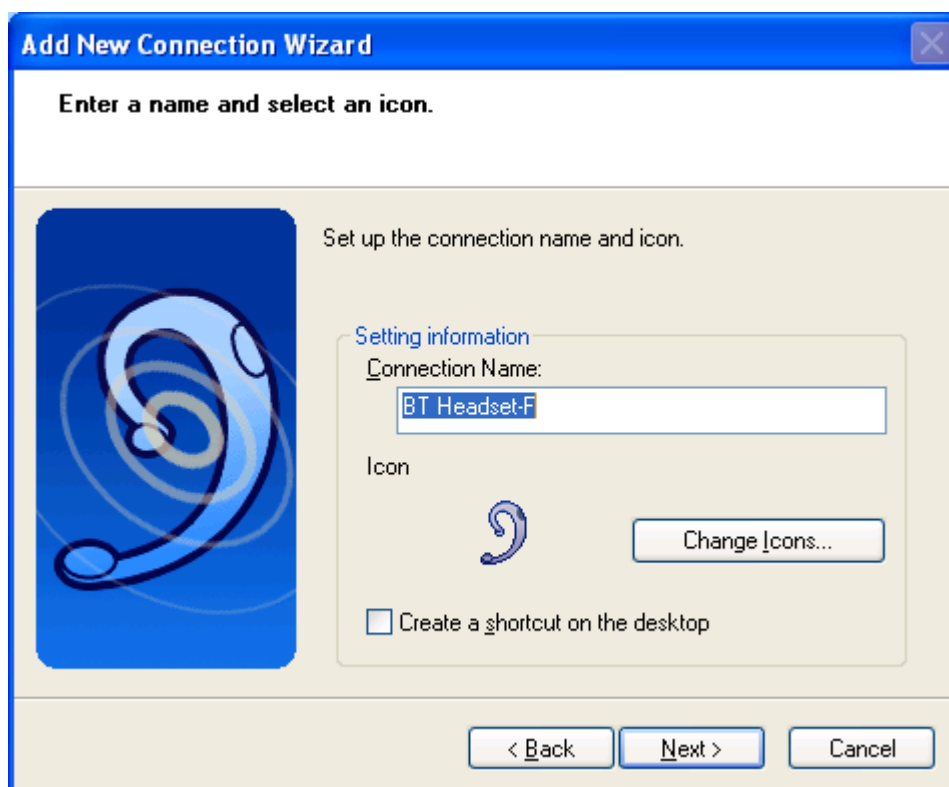 Add New Connection Wizard
Enter a name and select an icon.
Set up the connection name and icon.
Setting information
Connection Name:
BT Headset-F
Icon
Change Icons...
Create a shortcut on the desktop
< Back
Next >
Cancel